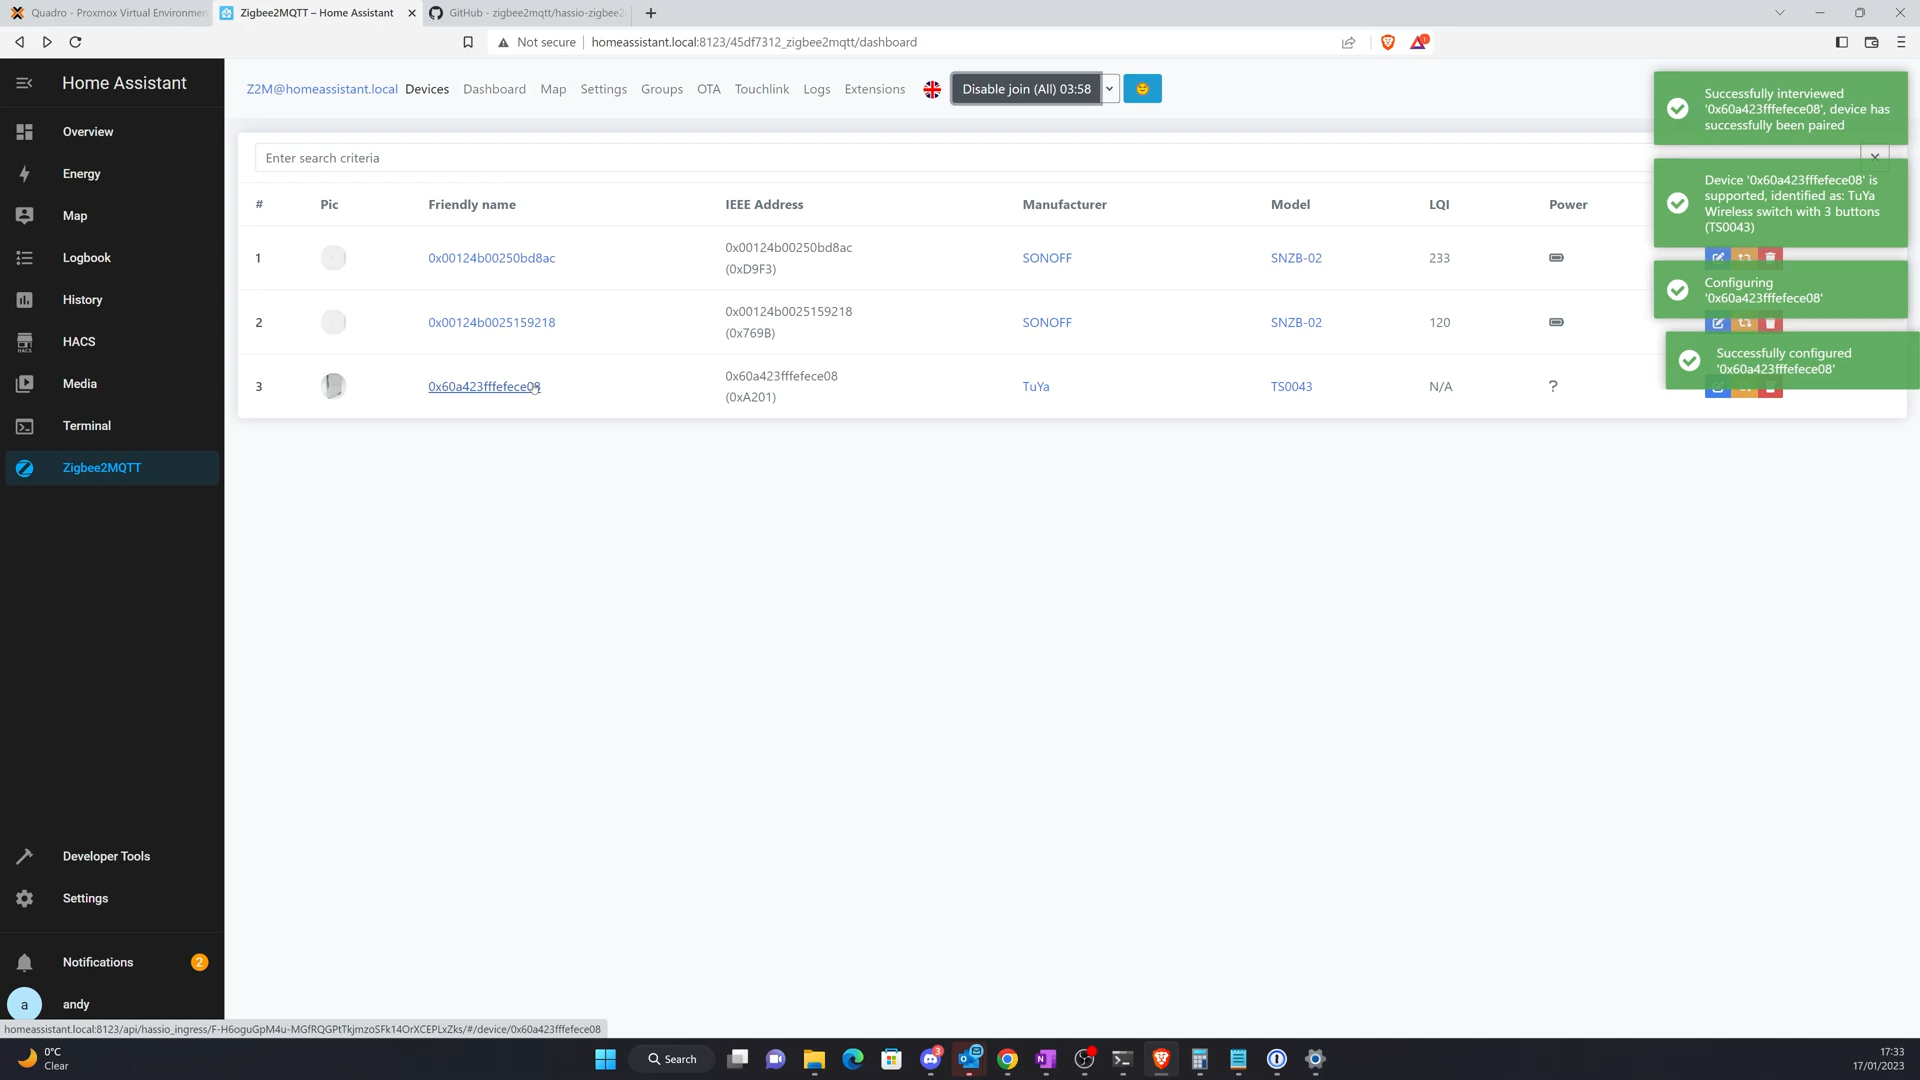 Quadro - Proxmox Virtual Environmen
Zigbee2MQTT – Home Assistant
GitHub - zigbee2mqtt/hassio-zigbee2
Not secure
homeassistant.local:8123/45df7312_zigbee2mqtt/dashboard
1
Home Assistant
Overview
Energy
Map
Logbook
History
HACS
HACS
Media
Terminal
Zigbee2MQTT
Developer Tools
Settings
Notifications
2
a
andy
Z2M@homeassistant.local
Devices
Dashboard
Map
Settings
Groups
OTA
Touchlink
Logs
Extensions
Disable join (All) 03:58
Enter search criteria
# Pic Friendly name IEEE Address Manufacturer Model LQI Power
1 0x00124b00250bd8ac 0x00124b00250bd8ac SONOFF SNZB-02 233
(0xD9F3)
2 0x00124b0025159218 0x00124b0025159218 SONOFF SNZB-02 120
(0x769B)
3 0x60a423fffefece08 0x60a423fffefece08 TuYa TS0043 N/A ?
(0xA201)
Successfully interviewed
'0x60a423fffefece08', device has
successfully been paired
Device '0x60a423fffefece08' is
supported, identified as: TuYa
Wireless switch with 3 buttons
(TS0043)
Configuring
'0x60a423fffefece08'
Successfully configured
'0x60a423fffefece08'
homeassistant.local:8123/api/hassio_ingress/F-H6oguGpM4u-MGfRQGPtTkjmzoSFk14OrXCEPLxZks/#/device/0x60a423fffefece08
0°C
Clear
Search
3
17:33
17/01/2023